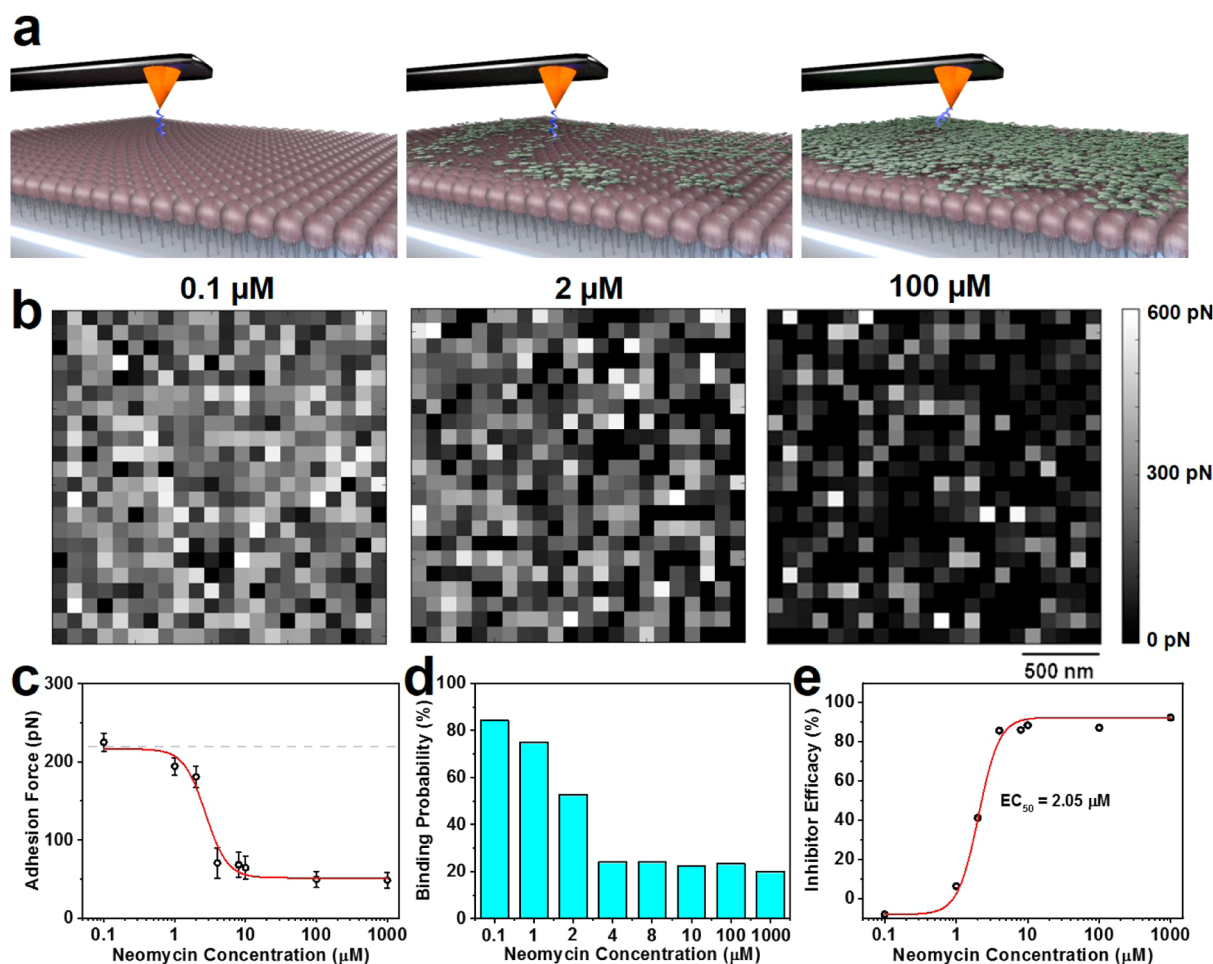 a
0.1 µM
2 µM
100 µM
b
600 pN
300 pN
0 pN
500 nm
c
300
200
100
0
Adhesion Force (pN)
0.1
1
10
100
1000
Neomycin Concentration (µM)
d
100
80
60
40
20
0
Binding Probability (%)
0.1
1
2
4
8
10
100
1000
Neomycin Concentration (µM)
e
100
80
60
40
20
0
Inhibitor Efficacy (%)
EC50 = 2.05 µM
0.1
1
10
100
1000
Neomycin Concentration (µM)